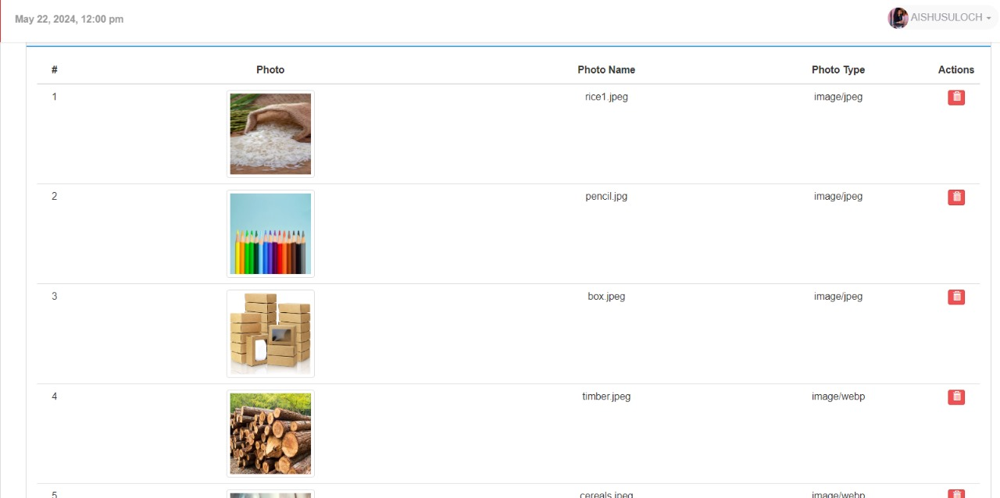 May 22, 2024, 12:00 pm
AISHUSULOCH
# Photo Photo Name Photo Type Actions
1 rice1.jpeg image/jpeg
2 pencil.jpg image/jpeg
3 box.jpeg image/jpeg
4 timber.jpeg image/webp
5 cereals.jpeg image/webp